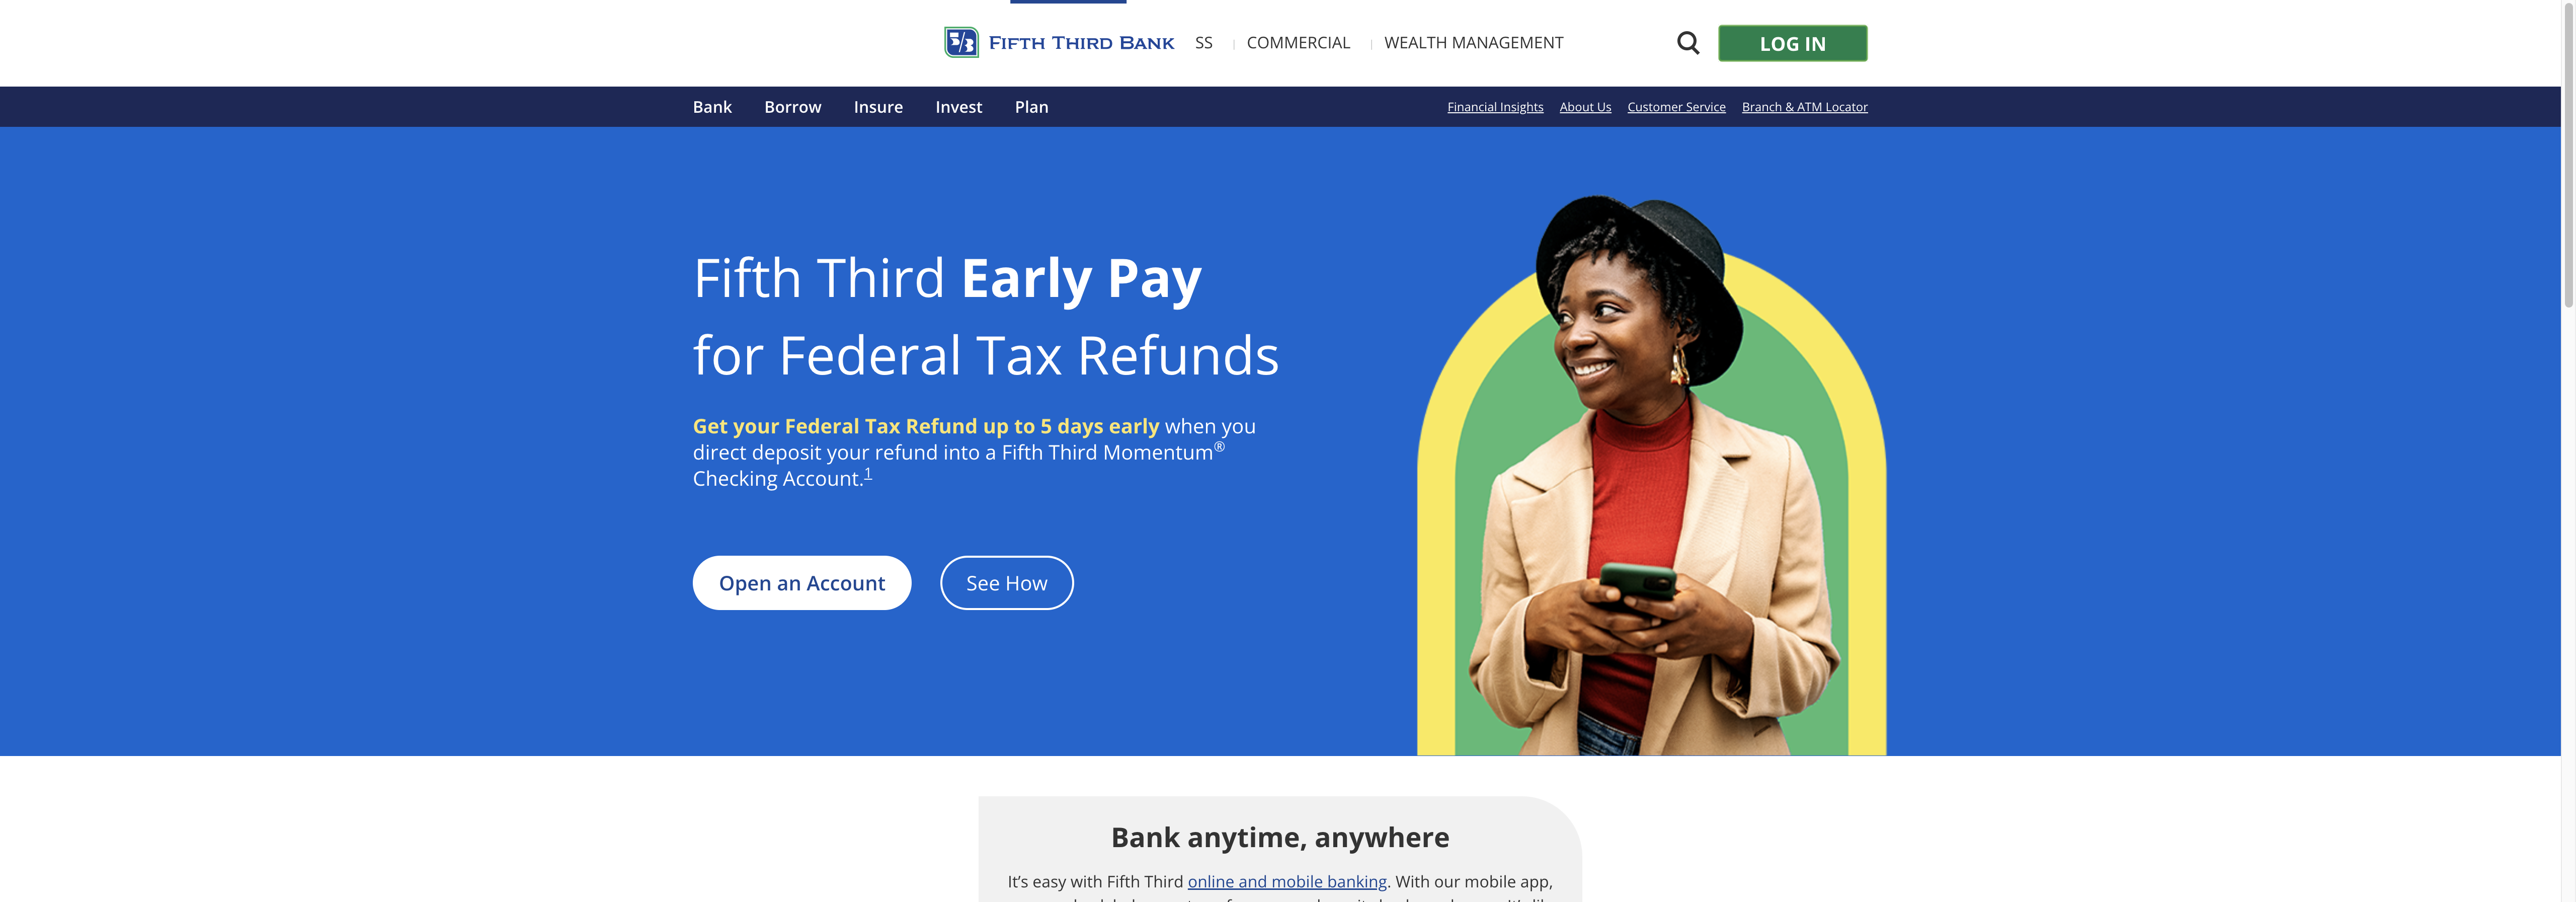 FIFTH THIRD BANK
SS
COMMERCIAL
WEALTH MANAGEMENT
LOG IN
Bank
Borrow
Insure
Invest
Plan
Financial Insights
About Us
Customer Service
Branch & ATM Locator
Fifth Third Early Pay
for Federal Tax Refunds
Get your Federal Tax Refund up to 5 days early when you
direct deposit your refund into a Fifth Third Momentum®
Checking Account.1
Open an Account
See How
Bank anytime, anywhere
It's easy with Fifth Third online and mobile banking. With our mobile app,